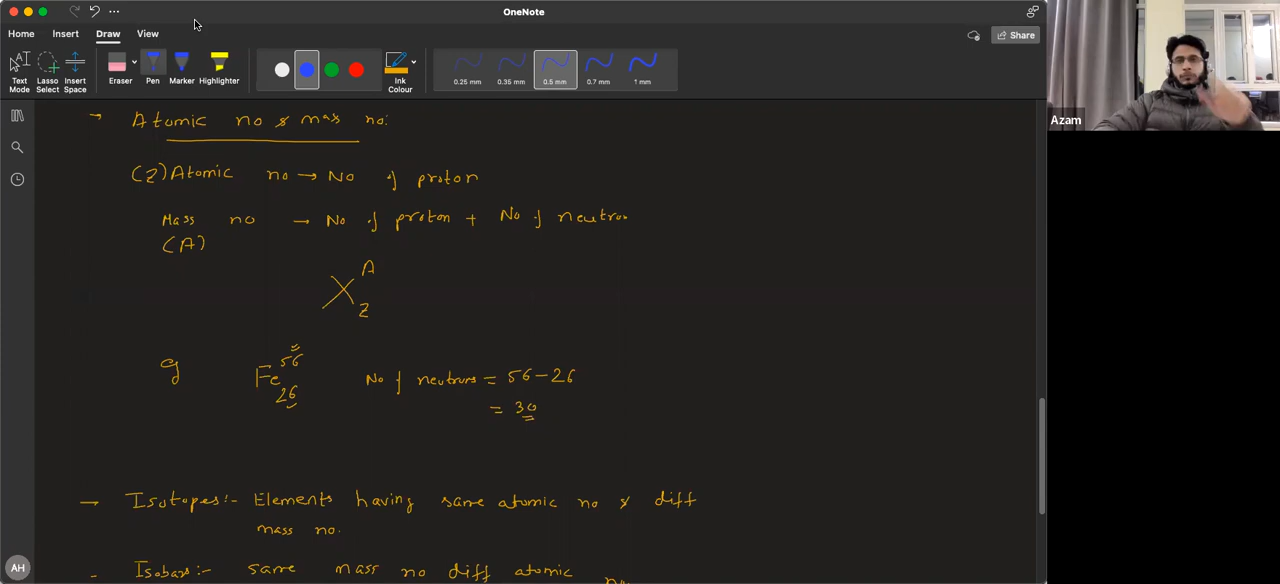 OneNote
Home Insert Draw View
Share
Text Mode
Lasso Select
Insert Space
Eraser
Pen
Marker
Highlighter
Ink Colour
0.25 mm 0.35 mm 0.5 mm 0.7 mm 1 mm
Azam
→ Atomic no & mass no:
(Z) Atomic no → No of proton
Mass no → No of proton + No of neutron
(A)
X A Z
eg Fe 56 26 No of neutrons = 56 - 26
= 30
→ Isotopes:- Elements having same atomic no & diff
mass no.
- Isobars:- same mass no diff atomic no
AH